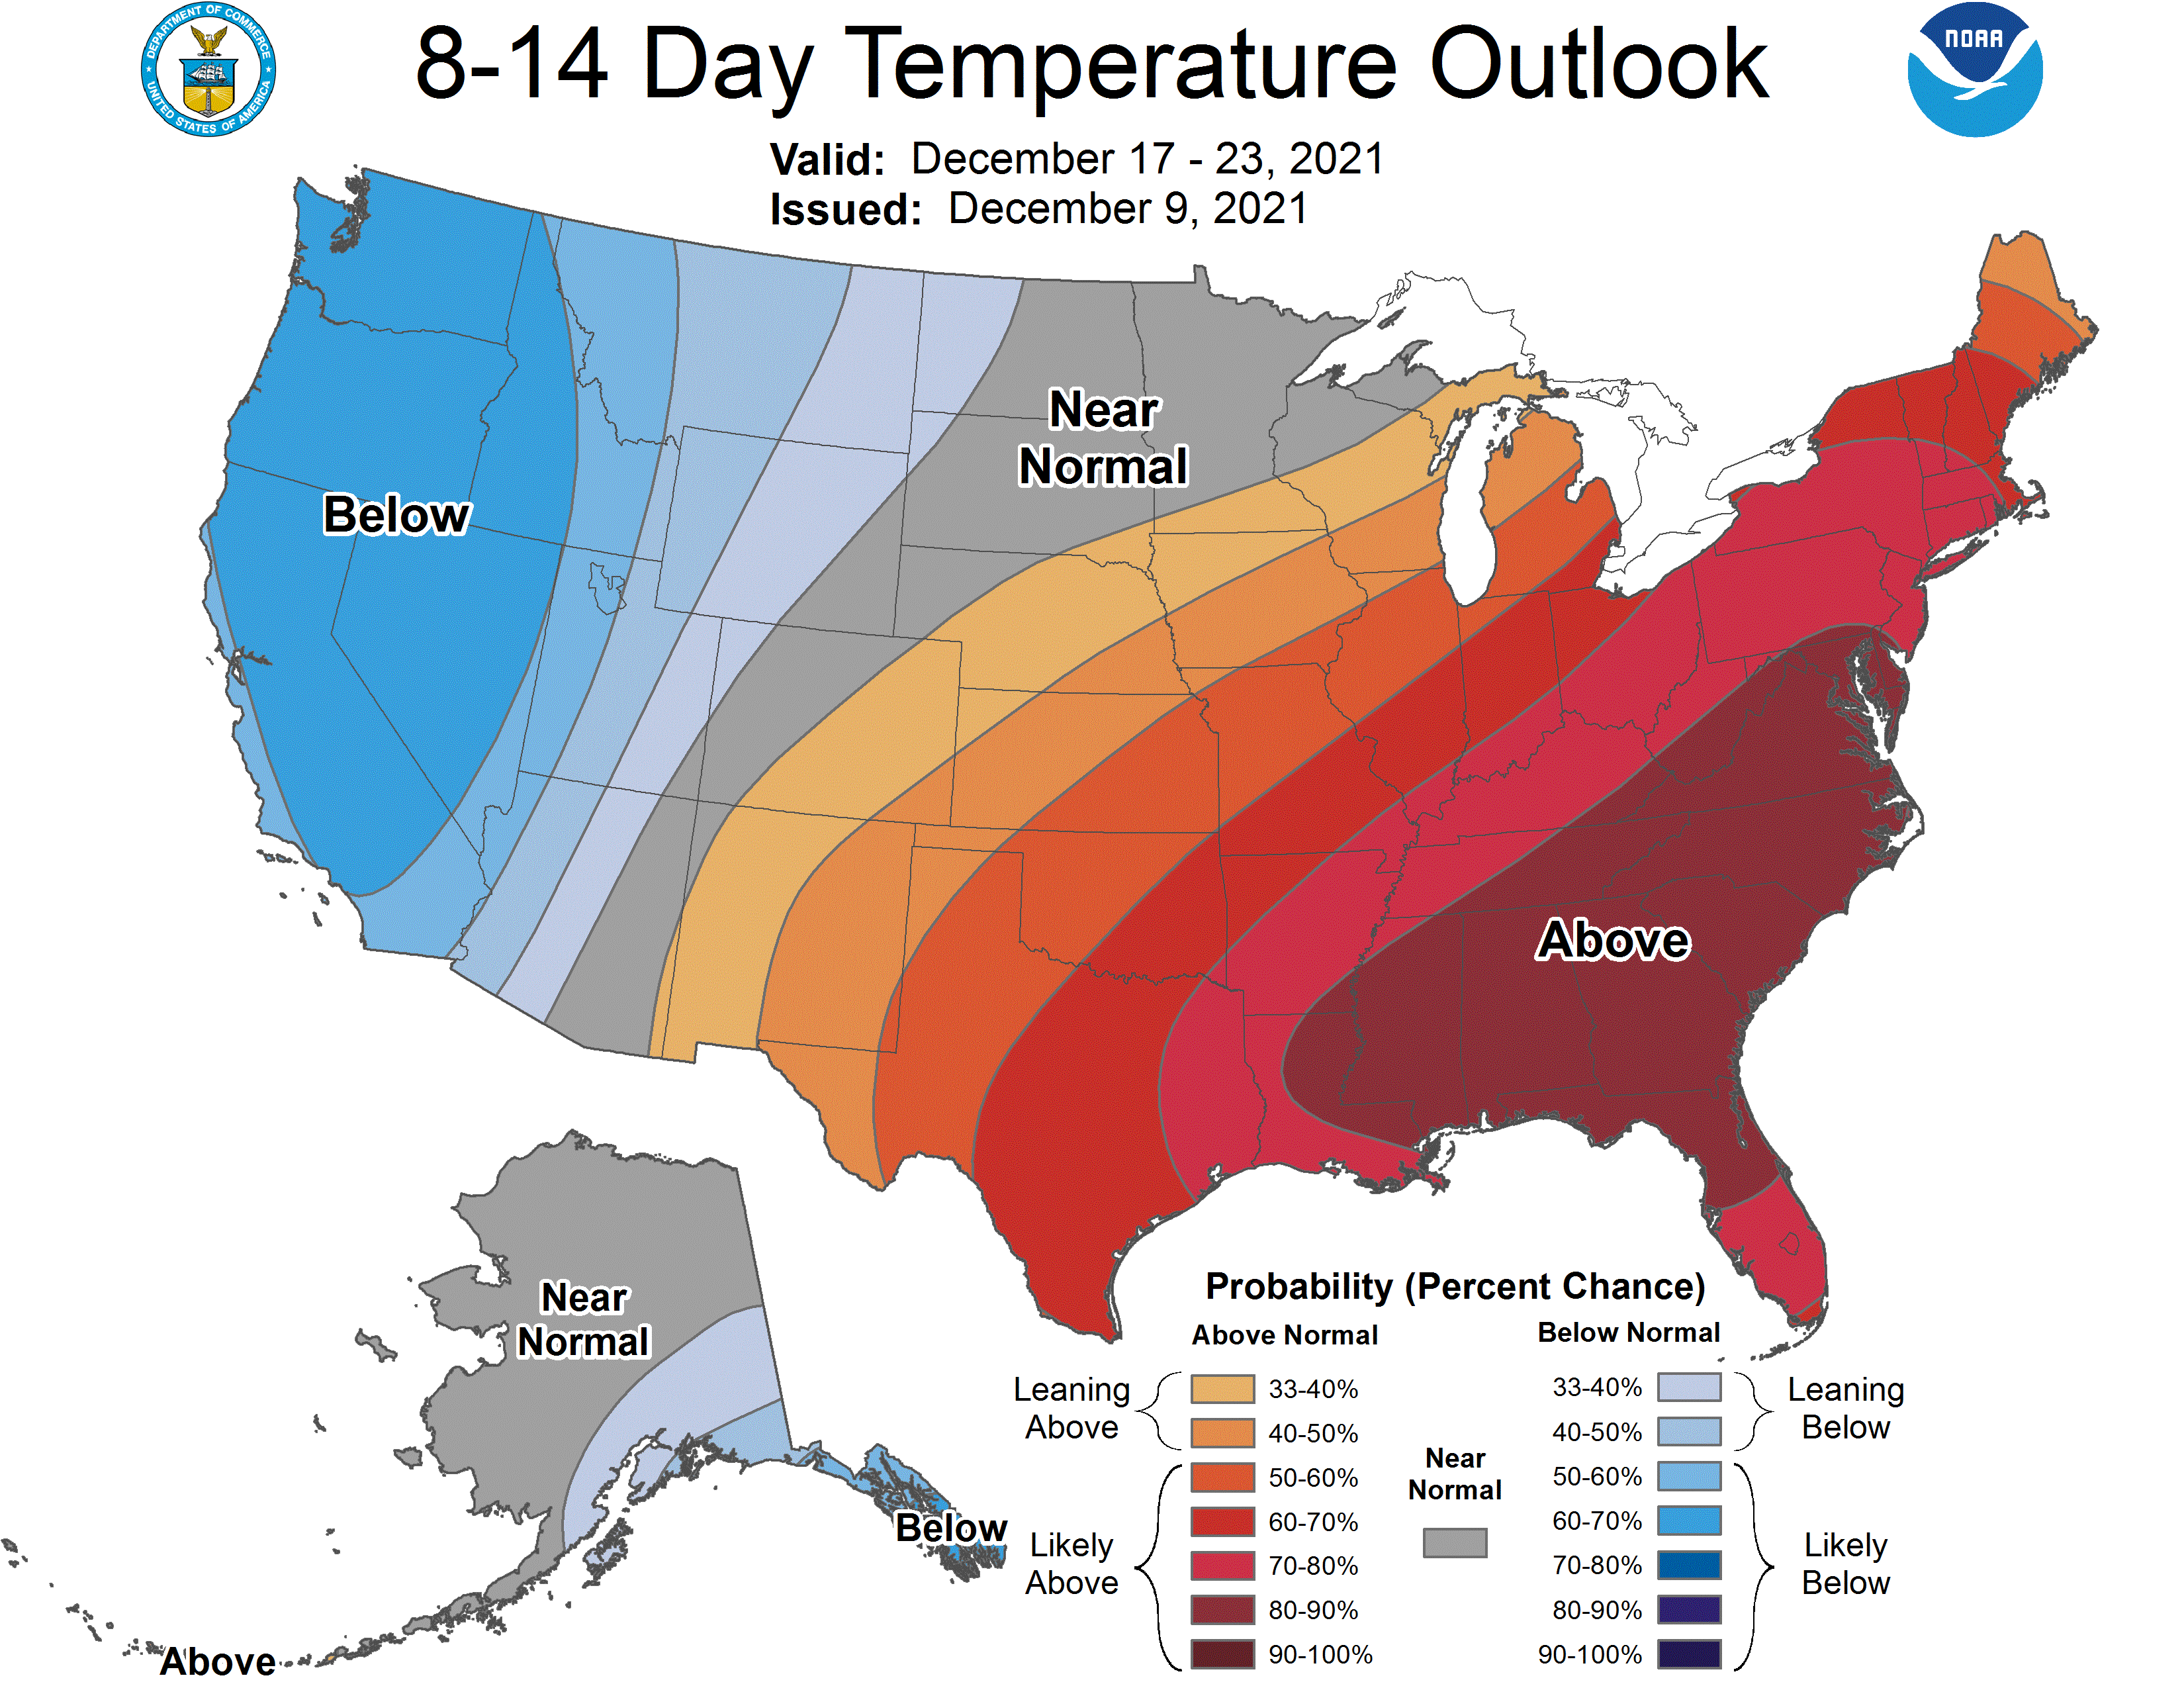 DEPARTMENT OF COMMERCE
UNITED STATES OF AMERICA
8-14 Day Temperature Outlook
NOAA
Valid: December 17 - 23, 2021
Issued: December 9, 2021
Near
Normal
Below
Above
Near
Normal
Below
Above
Probability (Percent Chance)
Above Normal
Below Normal
Leaning
Above
33-40%
40-50%
Likely
Above
50-60%
60-70%
70-80%
80-90%
90-100%
Near
Normal
33-40%
40-50%
Leaning
Below
50-60%
60-70%
70-80%
80-90%
90-100%
Likely
Below